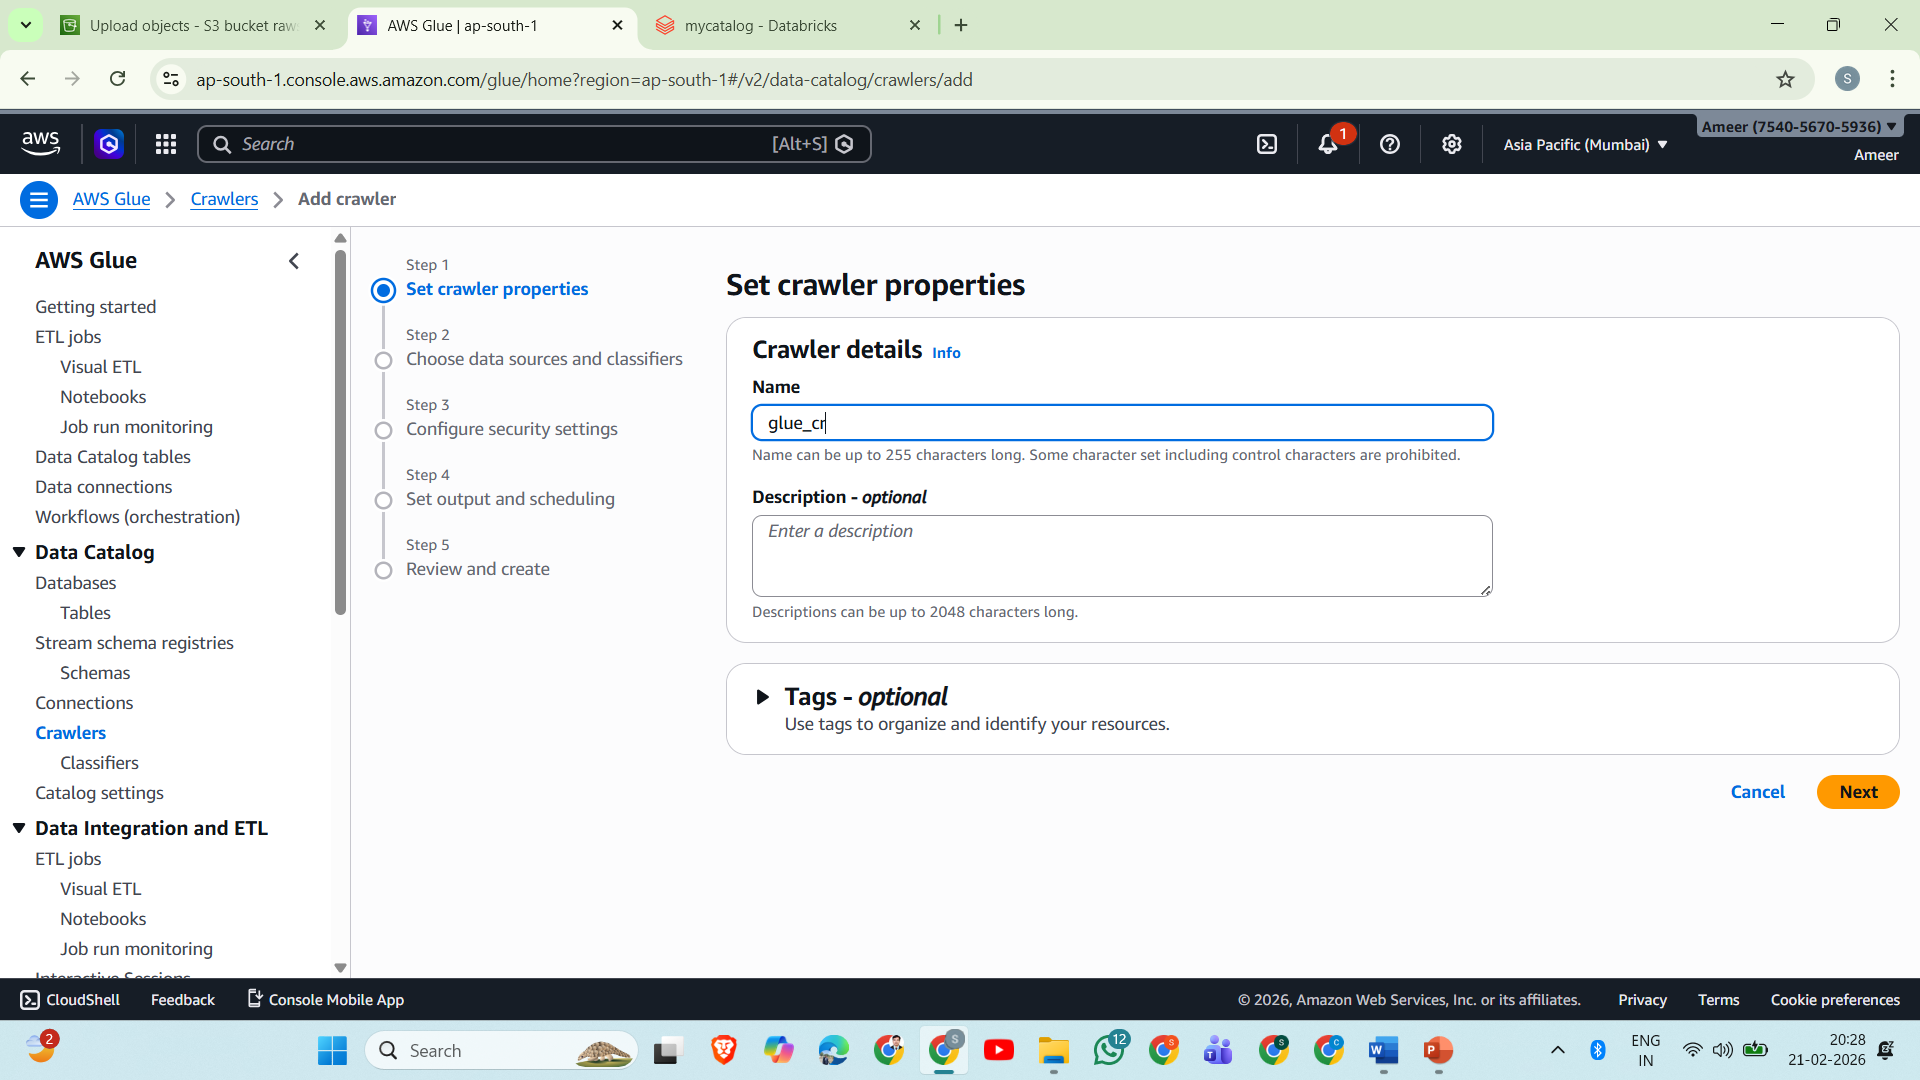 Upload objects - S3 bucket raw
AWS Glue | ap-south-1
mycatalog - Databricks
ap-south-1.console.aws.amazon.com/glue/home?region=ap-south-1#/v2/data-catalog/crawlers/add
S
aws
Search
[Alt+S]
1
Asia Pacific (Mumbai)
Ameer (7540-5670-5936)
Ameer
AWS Glue
Crawlers
Add crawler
AWS Glue
Getting started
ETL jobs
Visual ETL
Notebooks
Job run monitoring
Data Catalog tables
Data connections
Workflows (orchestration)
Data Catalog
Databases
Tables
Stream schema registries
Schemas
Connections
Crawlers
Classifiers
Catalog settings
Data Integration and ETL
ETL jobs
Visual ETL
Notebooks
Job run monitoring
Interactive Sessions
Step 1
Set crawler properties
Step 2
Choose data sources and classifiers
Step 3
Configure security settings
Step 4
Set output and scheduling
Step 5
Review and create
Set crawler properties
Crawler details Info
Name
glue_cr
Name can be up to 255 characters long. Some character set including control characters are prohibited.
Description - optional
Enter a description
Descriptions can be up to 2048 characters long.
Tags - optional
Use tags to organize and identify your resources.
Cancel
Next
CloudShell
Feedback
Console Mobile App
© 2026, Amazon Web Services, Inc. or its affiliates.
Privacy
Terms
Cookie preferences
2
Search
S
12
S
S
C
ENG
IN
20:28
21-02-2026